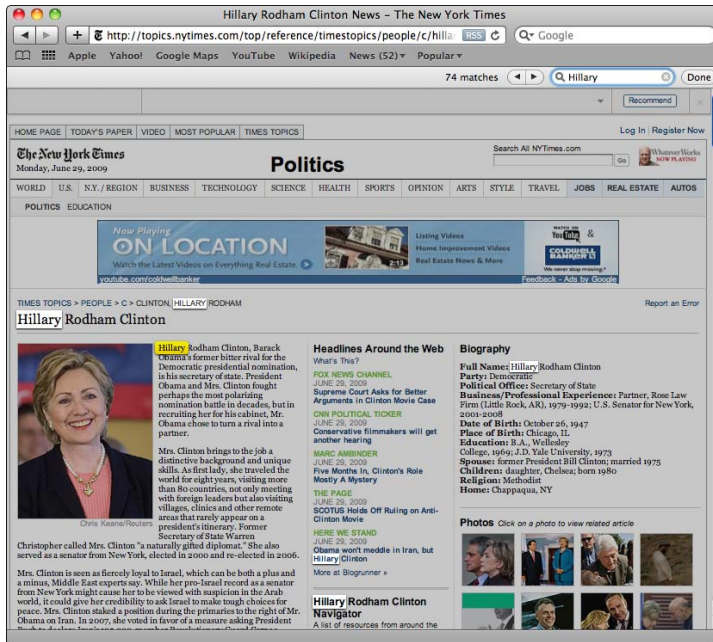 Hillary Rodham Clinton News – The New York Times
http://topics.nytimes.com/top/reference/timestopics/people/c/hilla RSS Google
Apple Yahoo! Google Maps YouTube Wikipedia News (52) Popular
74 matches Hillary Done
Recommend
HOME PAGE TODAY'S PAPER VIDEO MOST POPULAR TIMES TOPICS
Log In Register Now
The New York Times
Monday, June 29, 2009
Politics
Search All NYTimes.com
Go
Whatever Works
NOW PLAYING
WORLD U.S. N.Y. / REGION BUSINESS TECHNOLOGY SCIENCE HEALTH SPORTS OPINION ARTS STYLE TRAVEL JOBS REAL ESTATE AUTOS
POLITICS EDUCATION
Now Playing
ON LOCATION
Watch the Latest Videos on Everything Real Estate.
2:13
Listing Videos
Home Improvement Videos
Real Estate News & More
WATCH ON
YouTube &
COLDWELL BANKER
We never stop moving.
youtube.com/coldwellbanker
Feedback - Ads by Google
TIMES TOPICS > PEOPLE > C > CLINTON, HILLARY RODHAM
Report an Error
Hillary Rodham Clinton
Chris Keane/Reuters
Hillary Rodham Clinton, Barack
Obama's former bitter rival for the
Democratic presidential nomination,
is his secretary of state. President
Obama and Mrs. Clinton fought
perhaps the most polarizing
nomination battle in decades, but in
recruiting her for his cabinet, Mr.
Obama chose to turn a rival into a
partner.
Mrs. Clinton brings to the job a
distinctive background and unique
skills. As first lady, she traveled the
world for eight years, visiting more
than 80 countries, not only meeting
with foreign leaders but also visiting
villages, clinics and other remote
areas that rarely appear on a
president's itinerary. Former
Secretary of State Warren
Christopher called Mrs. Clinton "a naturally gifted diplomat." She also
served as a senator from New York, elected in 2000 and re-elected in 2006.
Mrs. Clinton is seen as fiercely loyal to Israel, which can be both a plus and
a minus, Middle East experts say. While her pro-Israel record as a senator
from New York might cause her to be viewed with suspicion in the Arab
world, it could give her credibility to ask Israel to make tough choices for
peace. Mrs. Clinton staked a position during the primaries to the right of Mr.
Obama on Iran. In 2007, she voted in favor of a measure asking President
Headlines Around the Web
What's This?
FOX NEWS CHANNEL
JUNE 29, 2009
Supreme Court Asks for Better
Arguments in Clinton Movie Case
CNN POLITICAL TICKER
JUNE 29, 2009
Conservative filmmakers will get
another hearing
MARC AMBINDER
JUNE 29, 2009
Five Months In, Clinton's Role
Mostly A Mystery
THE PAGE
JUNE 29, 2009
SCOTUS Holds Off Ruling on Anti-
Clinton Movie
HERE WE STAND
JUNE 29, 2009
Obama won't meddle in Iran, but
Hillary Clinton
More at Blogrunner »
Hillary Rodham Clinton
Navigator
A list of resources from around the
Biography
Full Name: Hillary Rodham Clinton
Party: Democratic
Political Office: Secretary of State
Business/Professional Experience: Partner, Rose Law
Firm (Little Rock, AR), 1979-1992; U.S. Senator for New York,
2001-2008
Date of Birth: October 26, 1947
Place of Birth: Chicago, IL
Education: B.A., Wellesley
College, 1969; J.D. Yale University, 1973
Spouse: former President Bill Clinton; married 1975
Children: daughter, Chelsea; born 1980
Religion: Methodist
Home: Chappaqua, NY
Photos Click on a photo to view related article